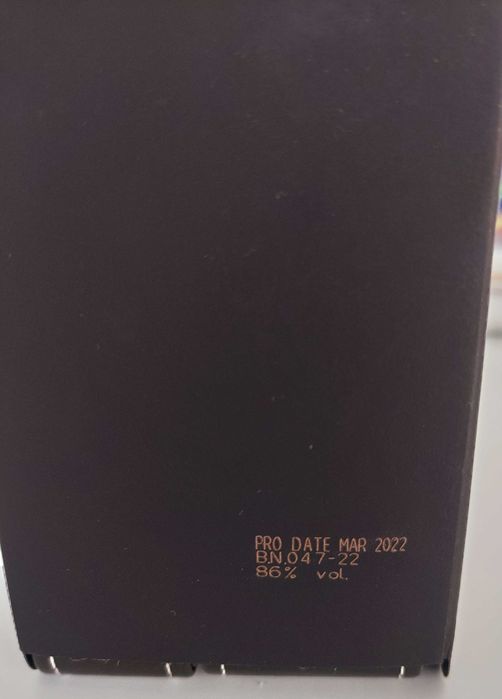 PRO DATE MAR 2022
B.N.047-22
86% vol.